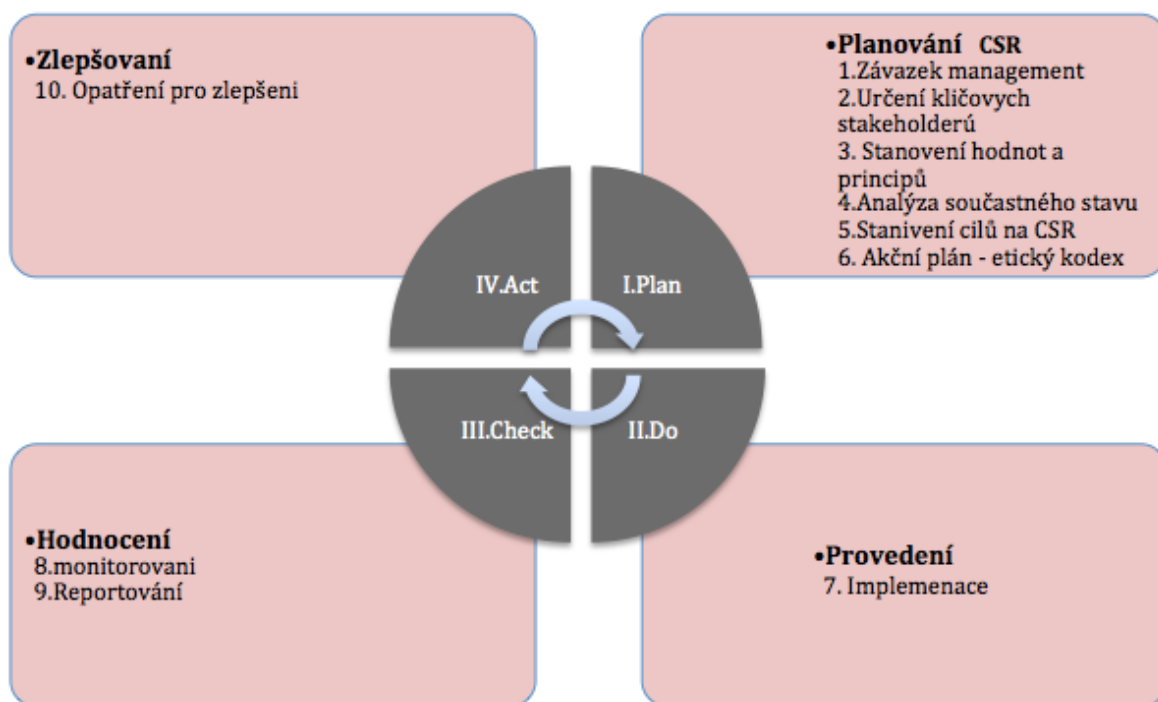 •Zlepšovaní
10. Opatření pro zlepšeni
•Planování CSR
1.Závazek management
2.Určení kličovych
stakeholderú
3. Stanovení hodnot a
principů
4.Analýza součastného stavu
5.Stanivení cilů na CSR
6. Akční plán - etický kodex
IV.Act
I.Plan
III.Check
II.Do
•Hodnocení
8.monitorovani
9.Reportování
•Provedení
7. Implemenace